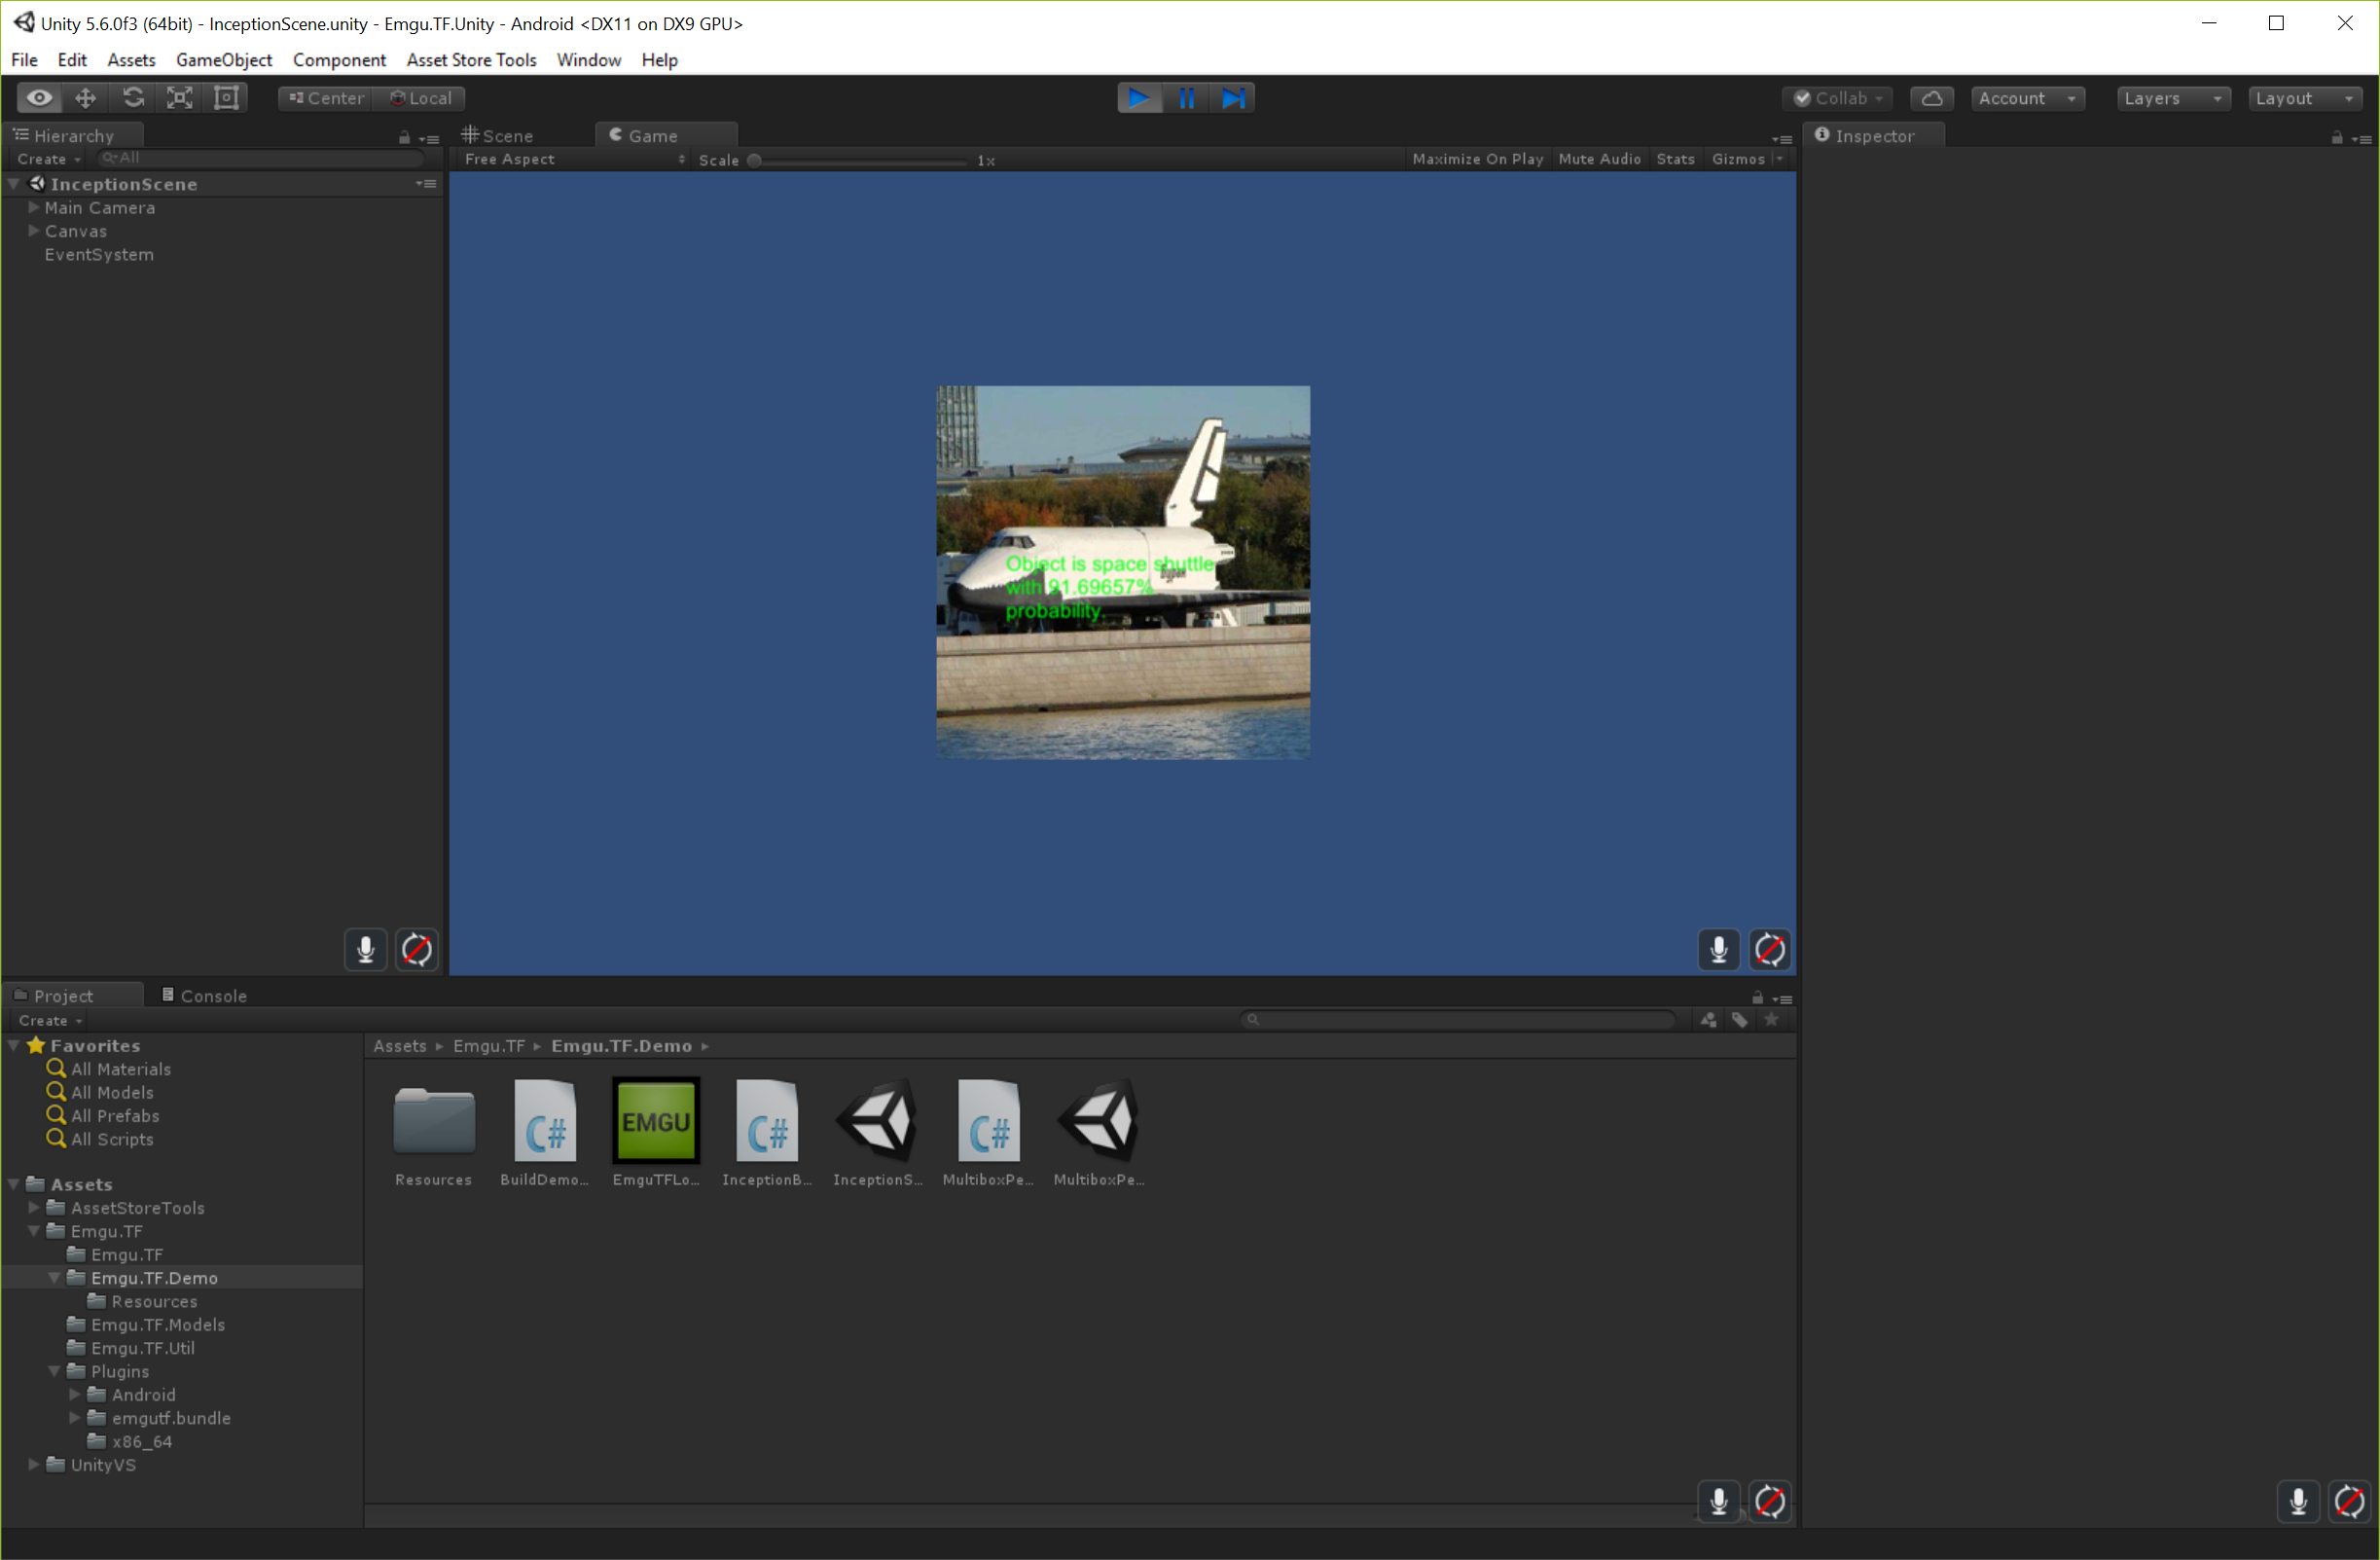 Unity 5.6.0f3 (64bit) - InceptionScene.unity - Emgu.TF.Unity - Android <DX11 on DX9 GPU>
File Edit Assets GameObject Component Asset Store Tools Window Help
Center Local Collab Account Layers Layout
Hierarchy
Create All
InceptionScene
Main Camera
Canvas
EventSystem
Scene Game
Free Aspect Scale 1x Maximize On Play Mute Audio Stats Gizmos
Object is space shuttle
with 91.69657%
probability.
Буран
Inspector
Project Console
Create
Favorites
All Materials
All Models
All Prefabs
All Scripts
Assets
AssetStoreTools
Emgu.TF
Emgu.TF
Emgu.TF.Demo
Resources
Emgu.TF.Models
Emgu.TF.Util
Plugins
Android
emgutf.bundle
x86_64
UnityVS
Assets Emgu.TF Emgu.TF.Demo
C# EMGU C# C#
Resources BuildDemo... EmguTFLo... InceptionB... InceptionS... MultiboxPe... MultiboxPe...